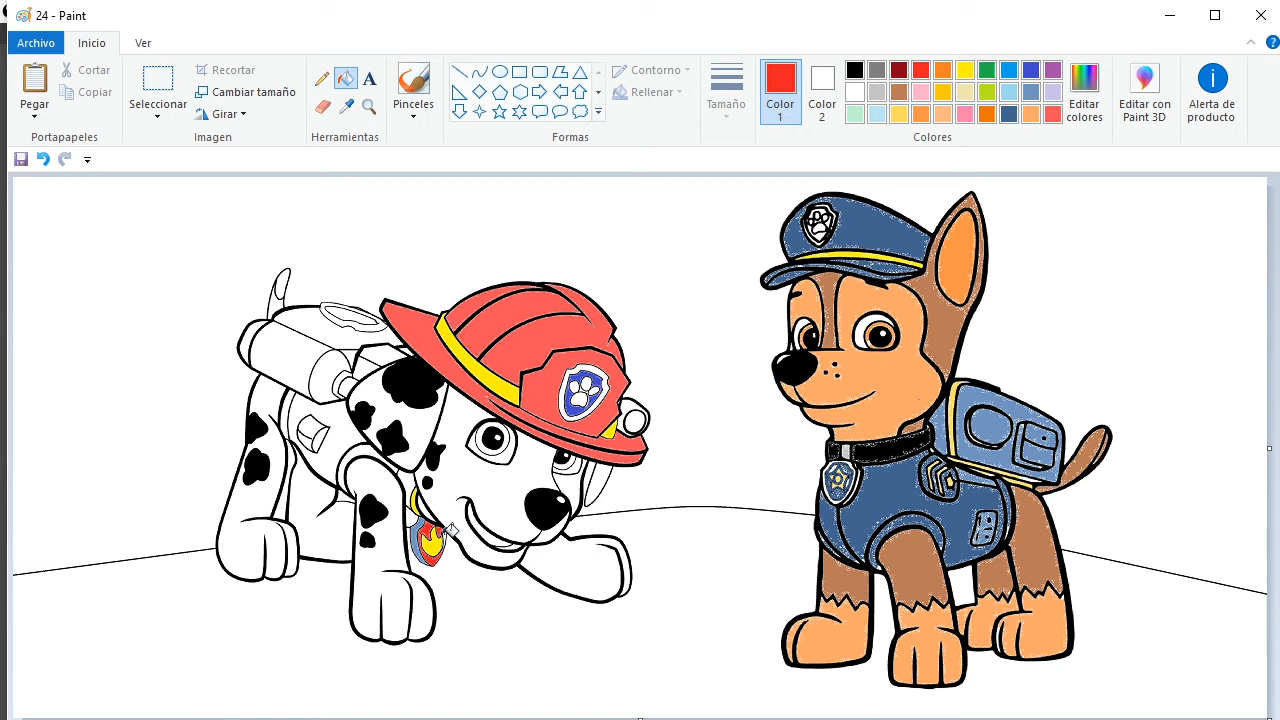 24 - Paint
Archivo Inicio Ver
Pegar
Cortar
Copiar
Portapapeles
Seleccionar
Recortar
Cambiar tamaño
Girar
Imagen
A
Herramientas
Pinceles
Contorno
Rellenar
Formas
Tamaño
Color
1
Color
2
Editar
colores
Colores
Editar con
Paint 3D
Alerta de
producto